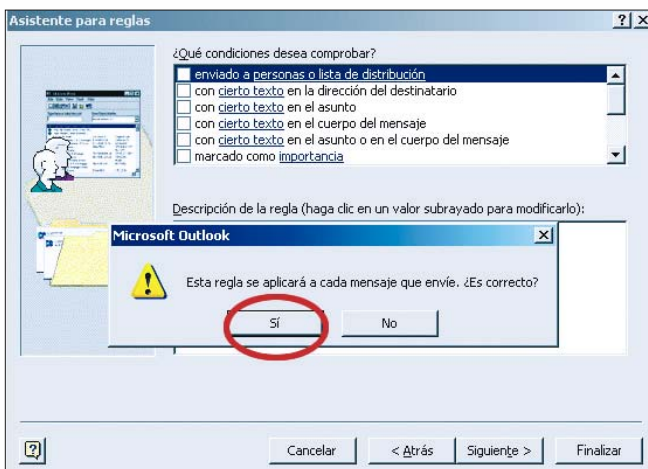 Asistente para reglas
¿Qué condiciones desea comprobar?
enviado a personas o lista de distribución
con cierto texto en la dirección del destinatario
con cierto texto en el asunto
con cierto texto en el cuerpo del mensaje
con cierto texto en el asunto o en el cuerpo del mensaje
marcado como importancia
Descripción de la regla (haga clic en un valor subrayado para modificarlo):
Microsoft Outlook
Esta regla se aplicará a cada mensaje que envíe. ¿Es correcto?
Sí
No
Cancelar
< Atrás
Siguiente >
Finalizar